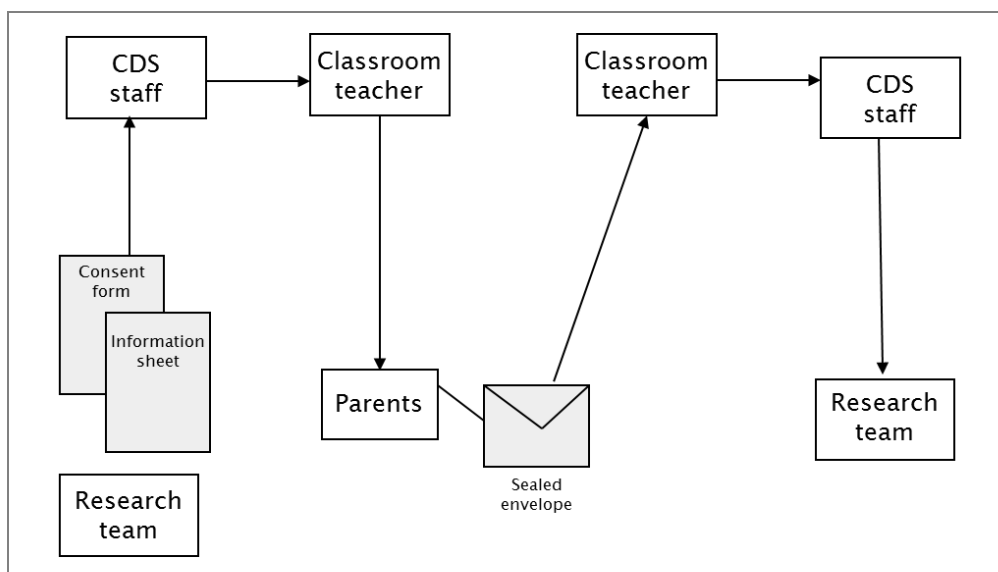 CDS
staff
Classroom
teacher
Classroom
teacher
CDS
staff
Consent
form
Information
sheet
Parents
Research
team
Sealed
envelope
Research
team